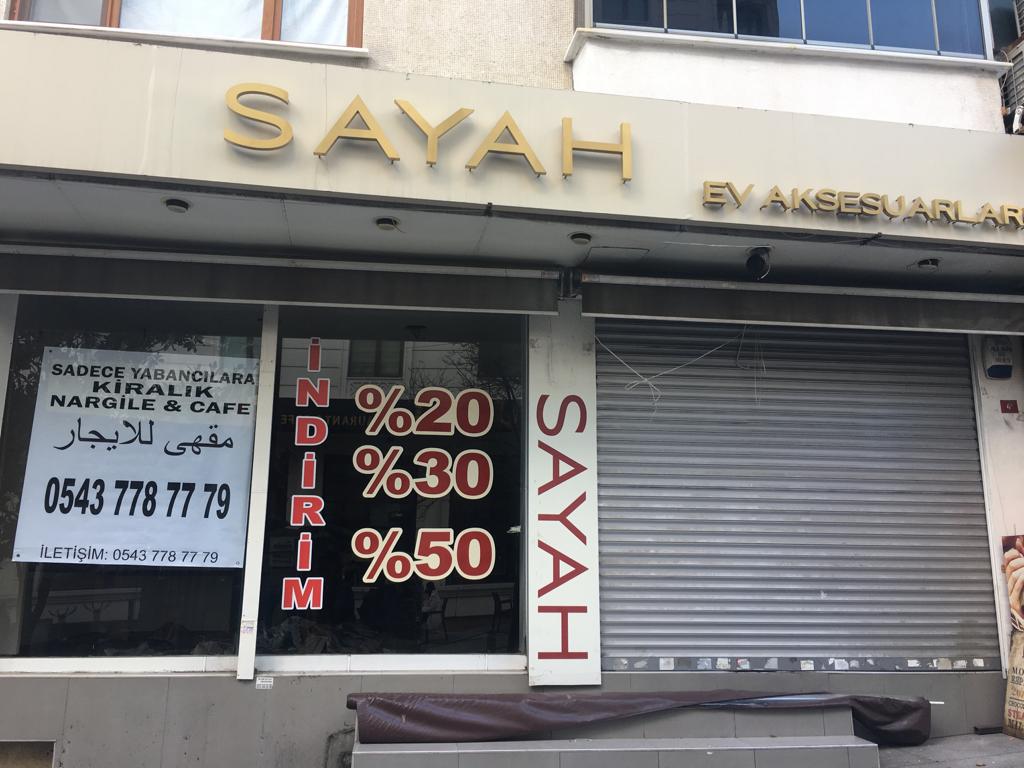 SAYAH
EV AKSESUARLARI
SADECE YABANCILARA
KİRALIK
NARGİLE & CAFE
مقهى للايجار
0543 778 77 79
İLETİŞİM: 0543 778 77 79
İNDİRİM
%20
%30
%50
SAYAH